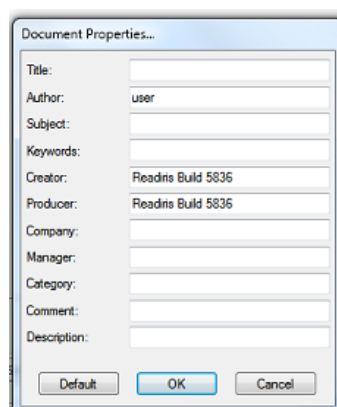 Document Properties...
Title:
Author: user
Subject:
Keywords:
Creator: Readiris Build 5836
Producer: Readiris Build 5836
Company:
Manager:
Category:
Comment:
Description:
Default OK Cancel